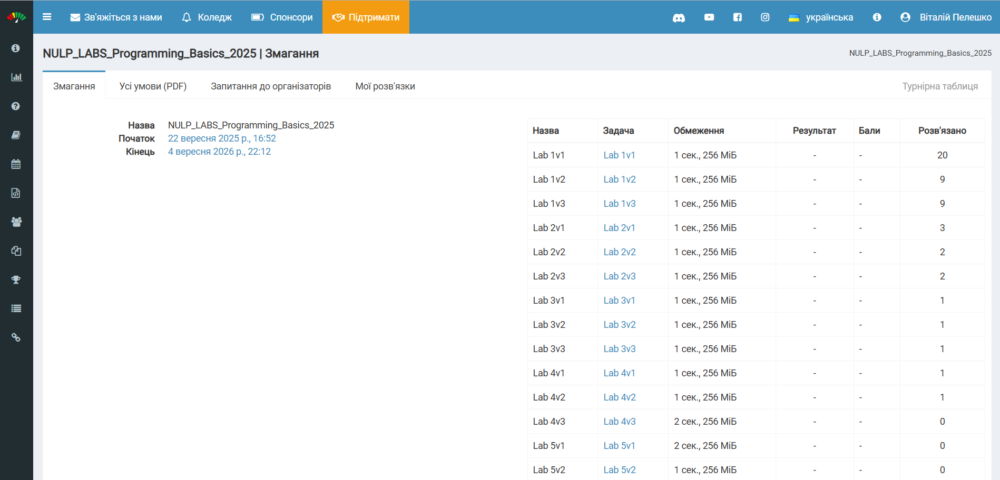 Зв'яжіться з нами Коледж Спонсори Підтримати українська Віталій Пелешко
NULP_LABS_Programming_Basics_2025 | Змагання NULP_LABS_Programming_Basics_2025
Змагання Усі умови (PDF) Запитання до організаторів Мої розв'язки Турнірна таблиця
Назва NULP_LABS_Programming_Basics_2025
Початок 22 вересня 2025 р., 16:52
Кінець 4 вересня 2026 р., 22:12
Назва Задача Обмеження Результат Бали Розв'язано
Lab 1v1 Lab 1v1 1 сек., 256 МіБ - - 20
Lab 1v2 Lab 1v2 1 сек., 256 МіБ - - 9
Lab 1v3 Lab 1v3 1 сек., 256 МіБ - - 9
Lab 2v1 Lab 2v1 1 сек., 256 МіБ - - 3
Lab 2v2 Lab 2v2 1 сек., 256 МіБ - - 2
Lab 2v3 Lab 2v3 1 сек., 256 МіБ - - 2
Lab 3v1 Lab 3v1 1 сек., 256 МіБ - - 1
Lab 3v2 Lab 3v2 1 сек., 256 МіБ - - 1
Lab 3v3 Lab 3v3 1 сек., 256 МіБ - - 1
Lab 4v1 Lab 4v1 1 сек., 256 МіБ - - 1
Lab 4v2 Lab 4v2 1 сек., 256 МіБ - - 1
Lab 4v3 Lab 4v3 2 сек., 256 МіБ - - 0
Lab 5v1 Lab 5v1 2 сек., 256 МіБ - - 0
Lab 5v2 Lab 5v2 1 сек., 256 МіБ - - 0